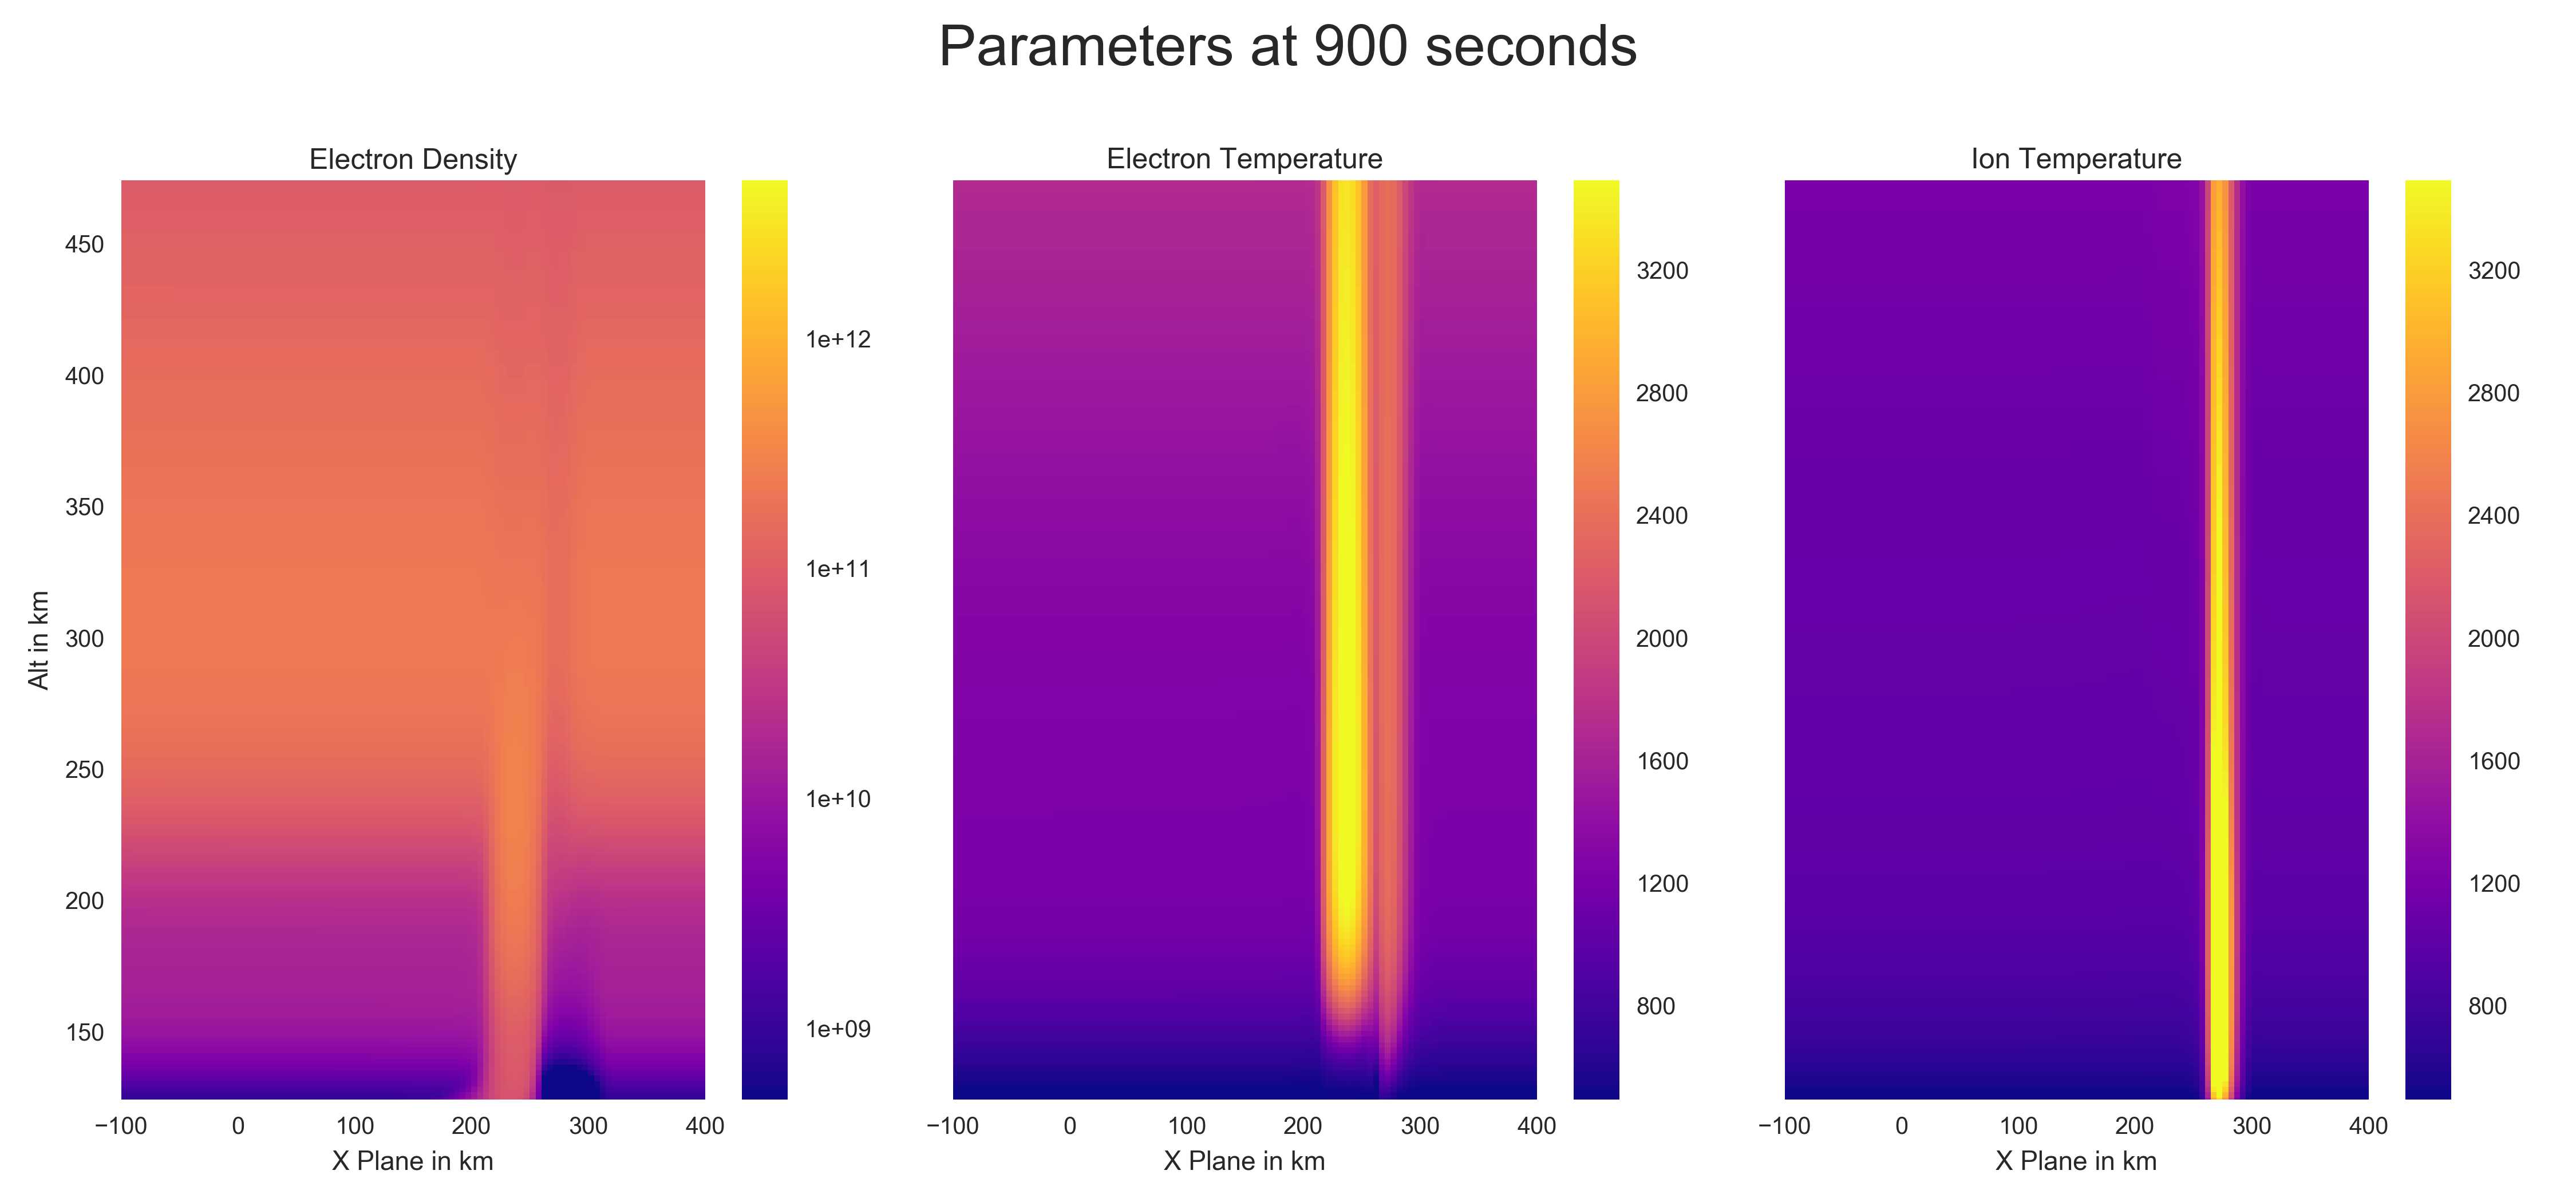 Parameters at 900 seconds
Electron Density
Electron Temperature
Ion Temperature
Alt in km
450
400
350
300
250
200
150
−100 0 100 200 300 400
X Plane in km
1e+12
1e+11
1e+10
1e+09
−100 0 100 200 300 400
X Plane in km
3200
2800
2400
2000
1600
1200
800
−100 0 100 200 300 400
X Plane in km
3200
2800
2400
2000
1600
1200
800